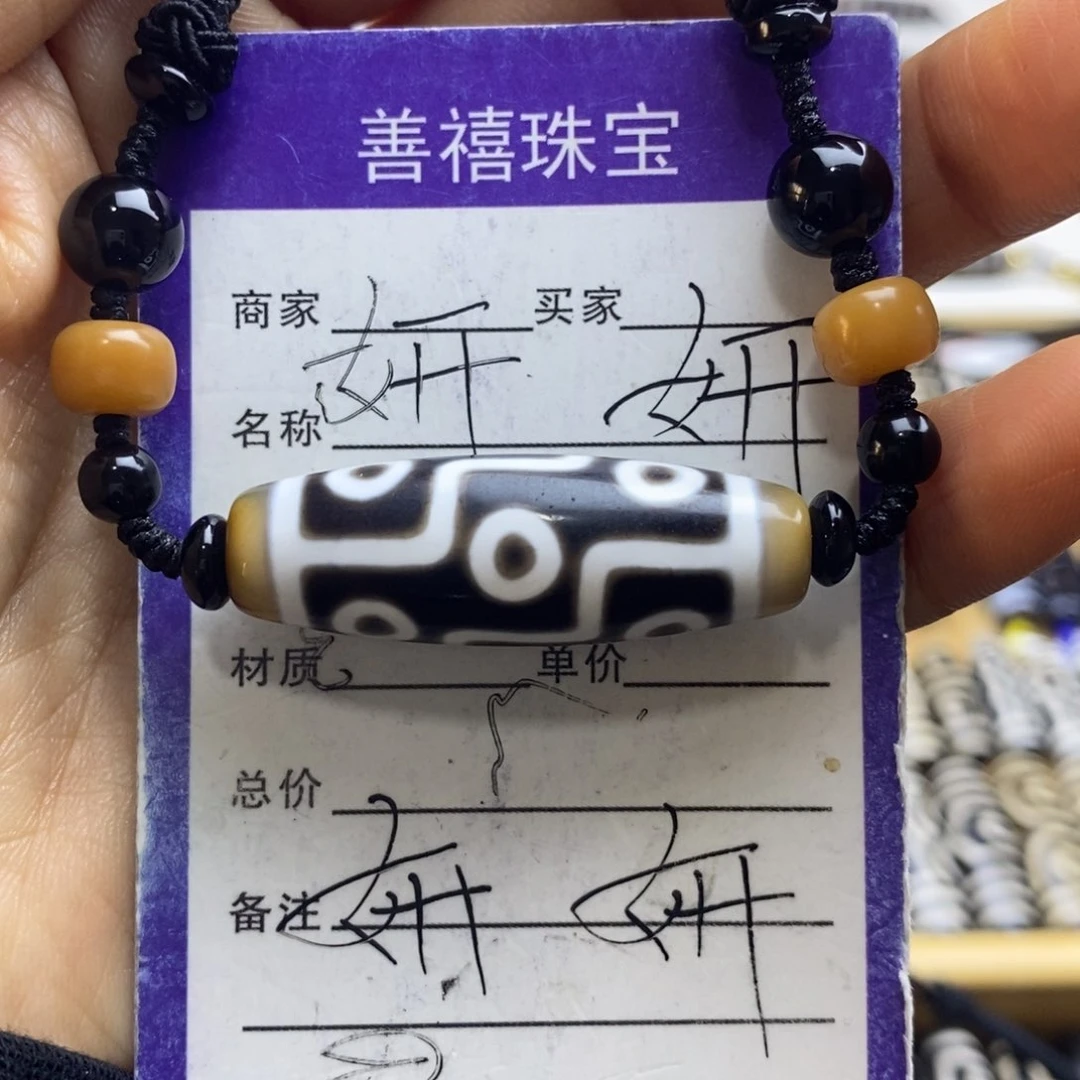 善禧珠宝
商家 妍 买家 妍
名称
材质 单价
总价
备注 妍 妍